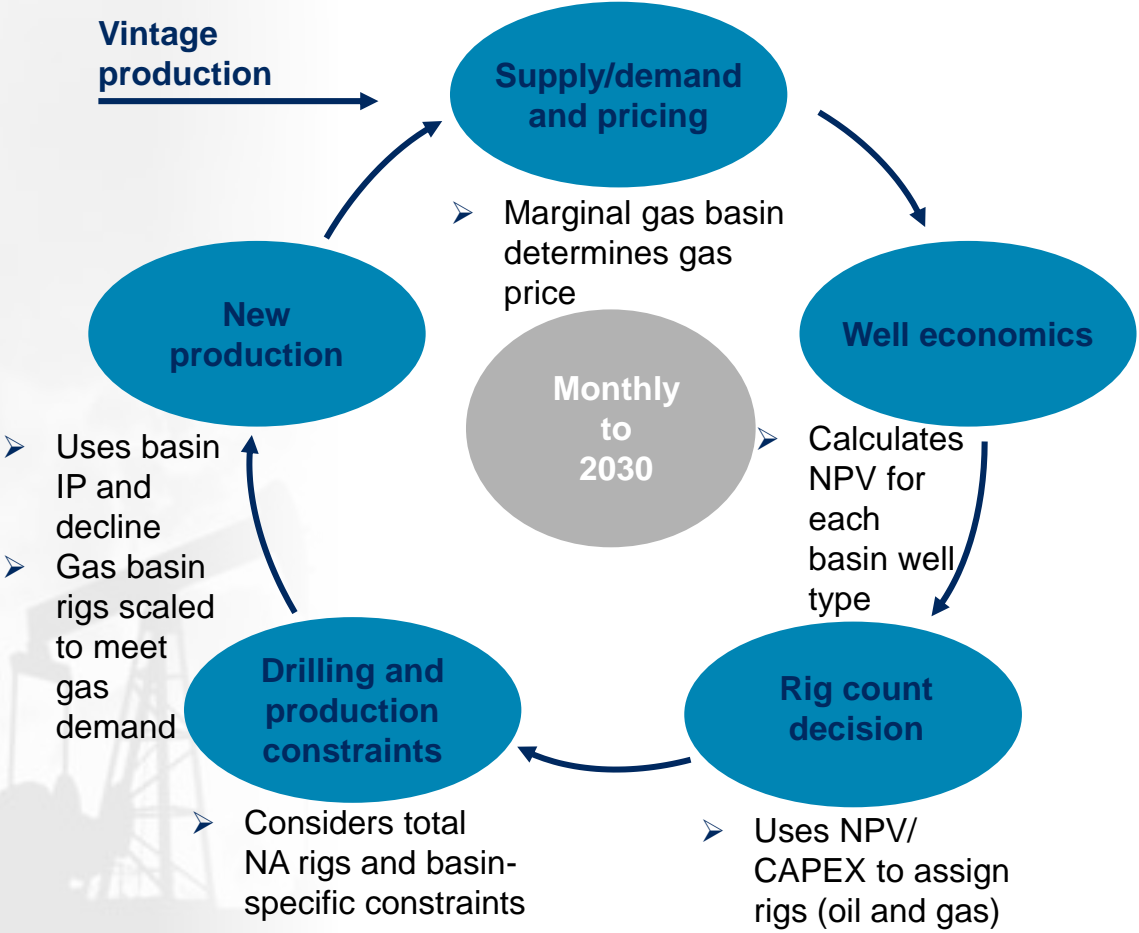 Vintage
production
Supply/demand
and pricing
➢ Marginal gas basin
determines gas
price
Well economics
➢ Calculates
NPV for
each
basin well
type
Rig count
decision
➢ Uses NPV/
CAPEX to assign
rigs (oil and gas)
Drilling and
production
constraints
➢ Considers total
NA rigs and basin-
specific constraints
New
production
➢ Uses basin
IP and
decline
➢ Gas basin
rigs scaled
to meet
gas
demand
Monthly
to
2030